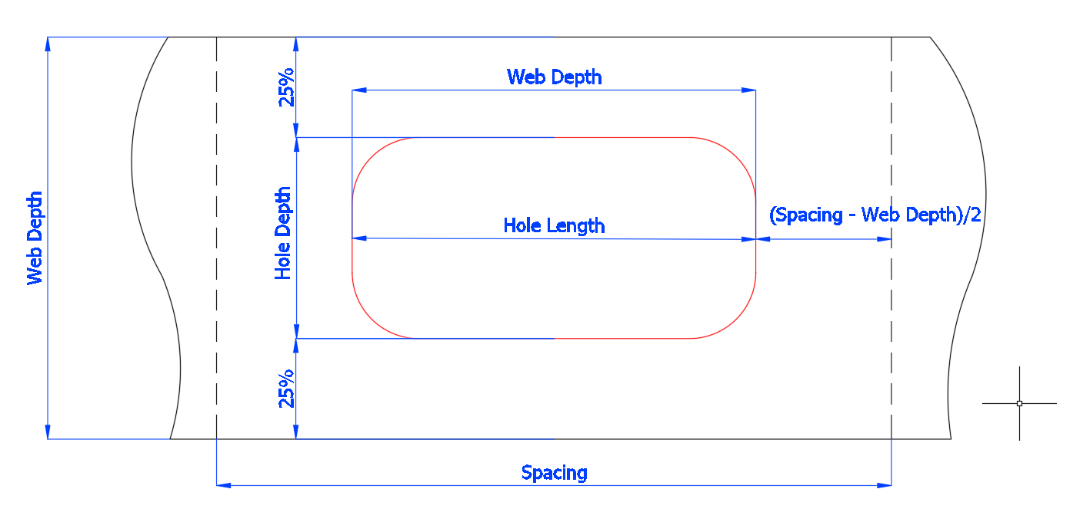 25%
Web Depth
Web Depth
Hole Depth
Hole Length
(Spacing - Web Depth)/2
25%
Spacing